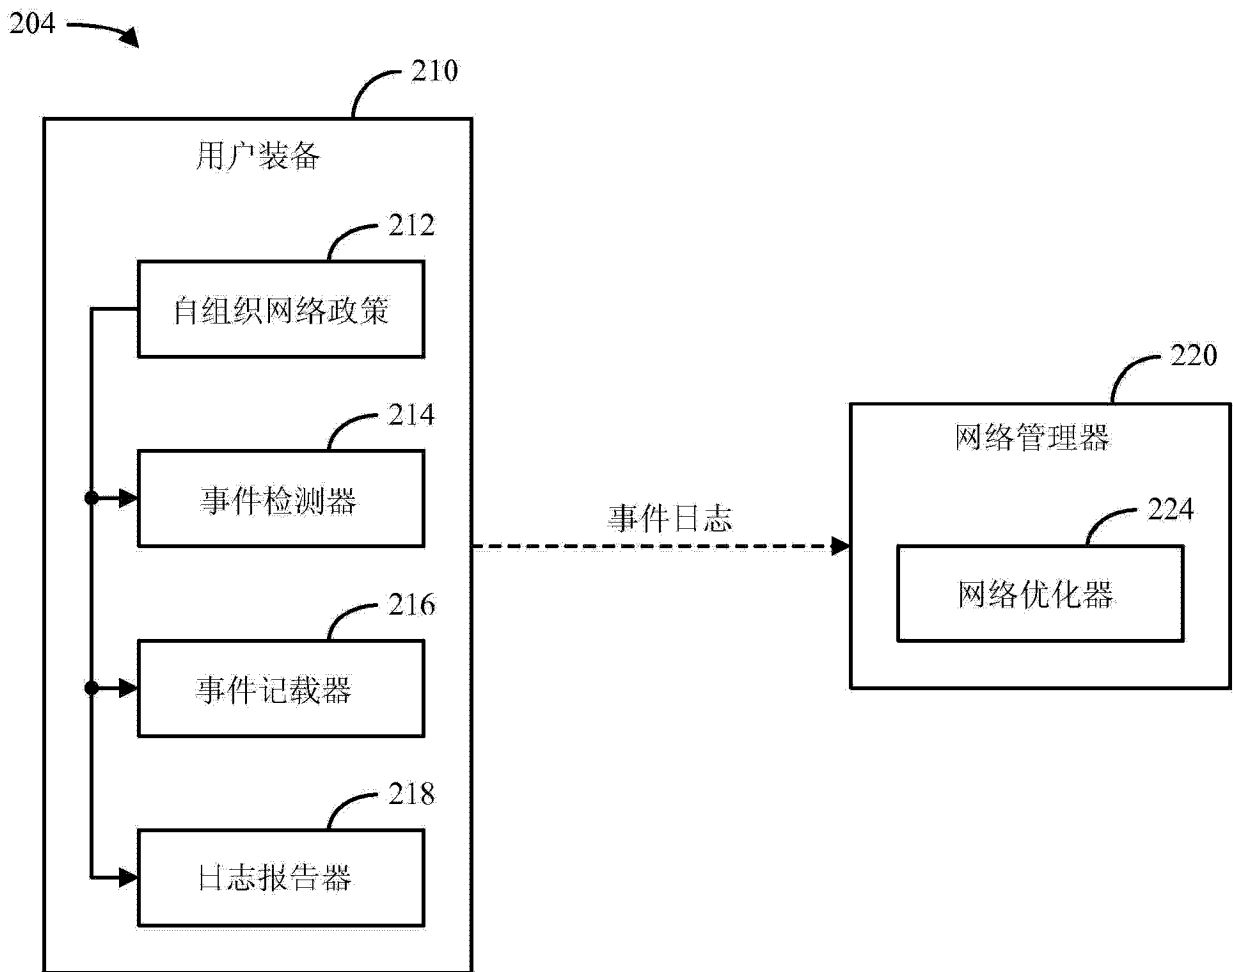 204
210
用户装备
212
自组织网络政策
214
事件检测器
216
事件记载器
218
日志报告器
事件日志
220
网络管理器
224
网络优化器